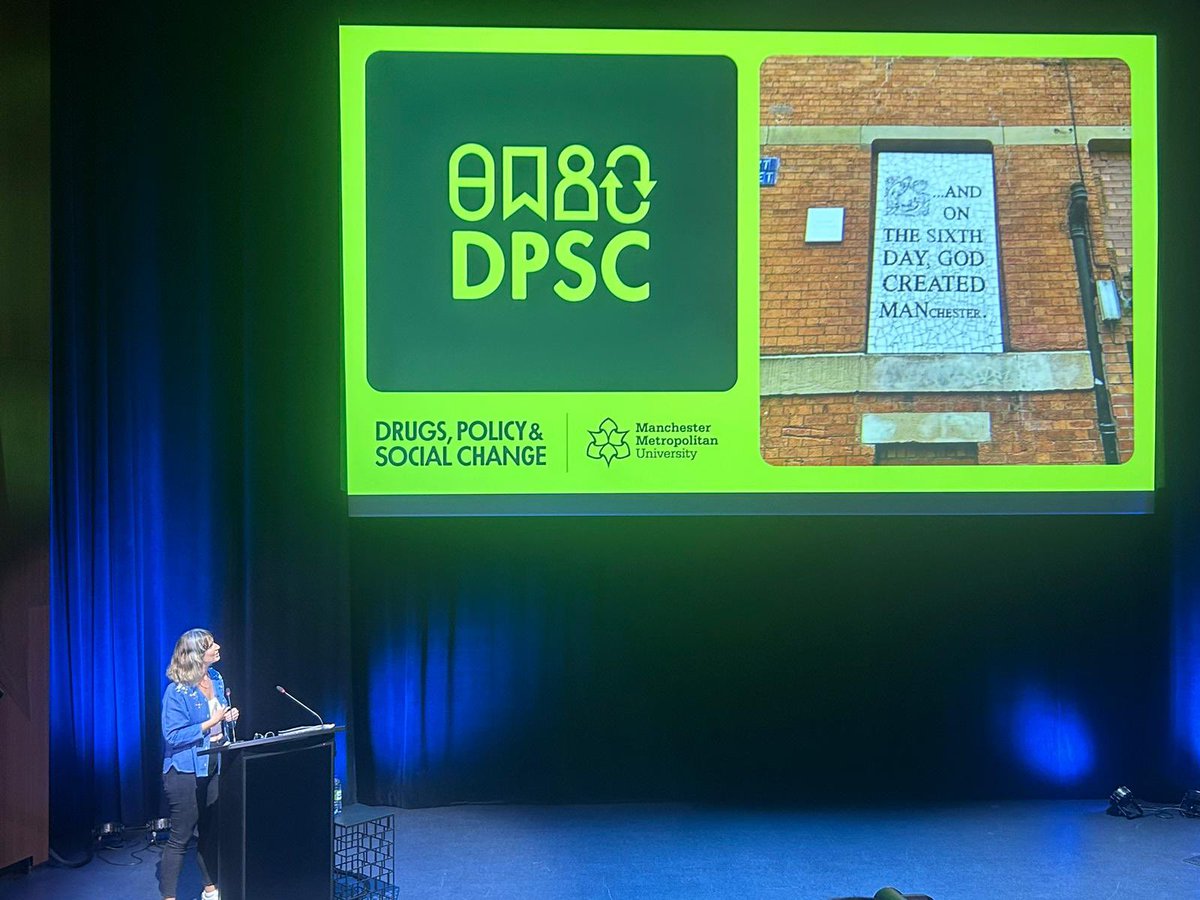 DPSC
DRUGS, POLICY &
SOCIAL CHANGE
Manchester
Metropolitan
University
...AND
ON
THE SIXTH
DAY, GOD
CREATED
MANCHESTER.